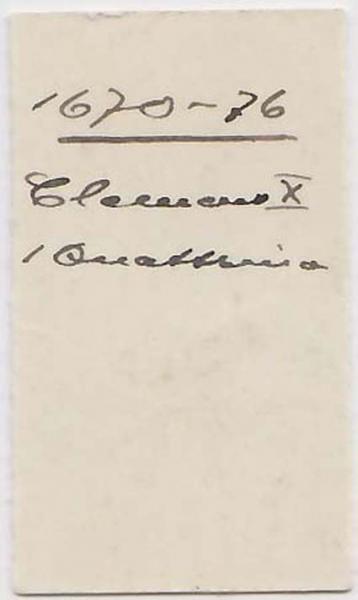 1670-76
Clemens X
1 Quattrino